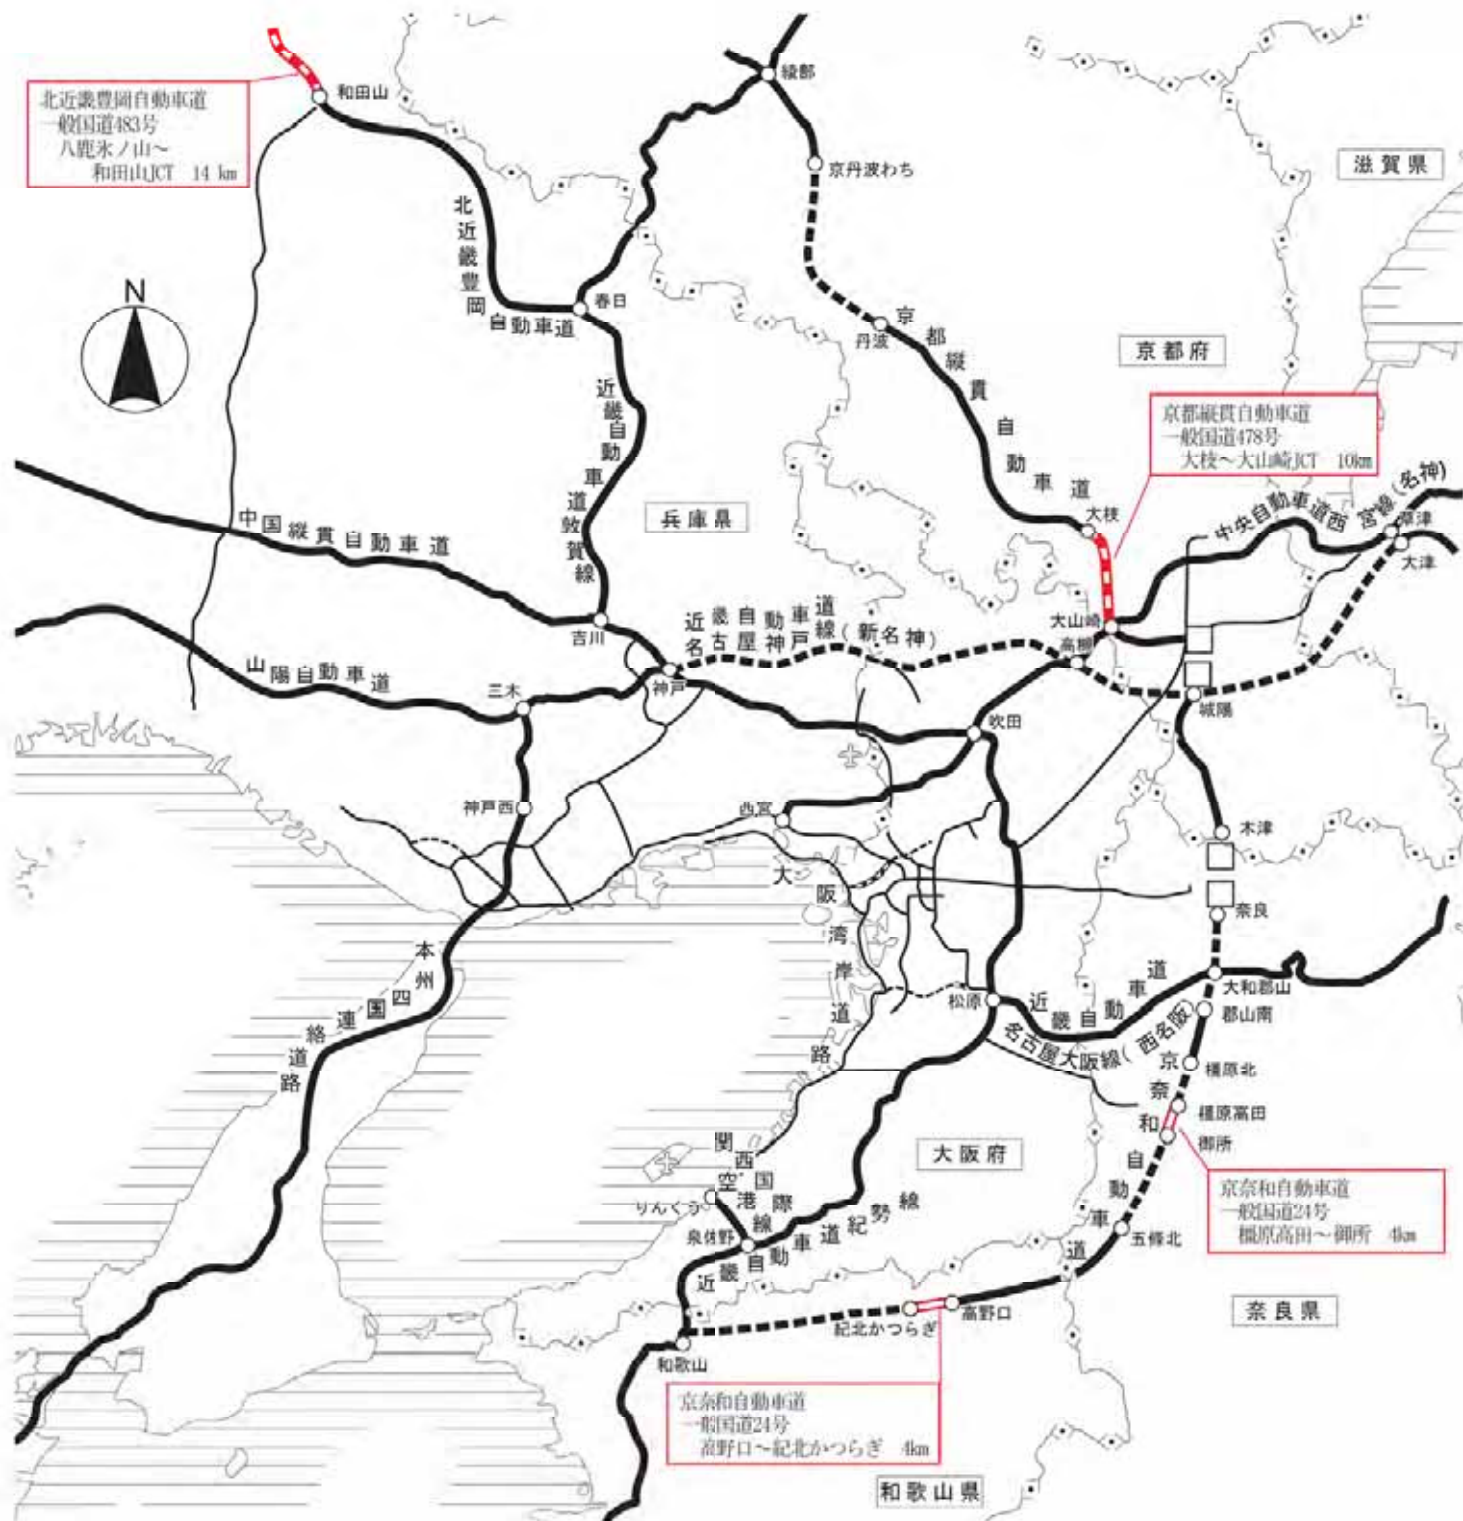 綾部
和田山
北近畿豊岡自動車道
一般国道483号
八鹿氷ノ山～
和田山JCT 14 km
京丹波わち
滋賀県
北近畿豊岡自動車道
N
春日
丹波
京都縦貫自動車道
京都府
京都縦貫自動車道
一般国道478号
大枝～大山崎JCT 10km
近畿自動車道敦賀線
兵庫県
大枝
中央自動車道西宮線(名神)
草津
大津
中国縦貫自動車道
吉川
近畿自動車道
名古屋神戸線(新名神)
大山崎
高槻
山陽自動車道
神戸
三木
城陽
吹田
神戸西
西宮
木津
大阪湾岸道路
奈良
本州四国連絡道路
松原
近畿自動車道
名古屋大阪線(西名阪)
大和郡山
郡山南
橿原北
京奈和自動車道
橿原高田
御所
関西国際空港線
大阪府
りんくう
泉佐野
近畿自動車道紀勢線
京奈和自動車道
一般国道24号
橿原高田～御所 4km
五條北
紀北かつらぎ
高野口
奈良県
和歌山
京奈和自動車道
一般国道24号
高野口～紀北かつらぎ 4km
和歌山県